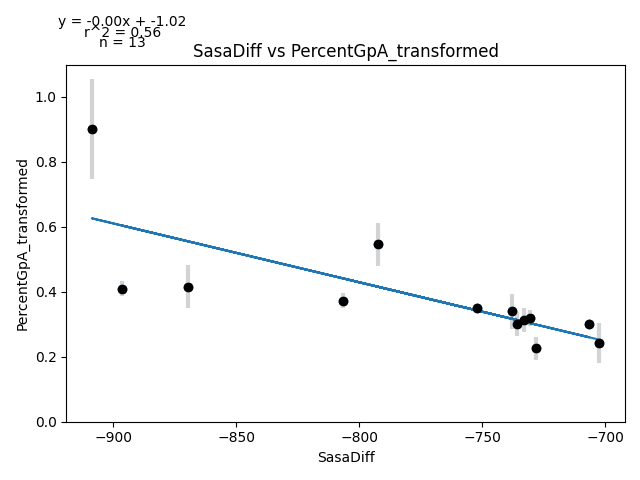 y = -0.00x + -1.02
r^2 = 0.56
n = 13
SasaDiff vs PercentGpA_transformed
PercentGpA_transformed
1.0
0.8
0.6
0.4
0.2
0.0
−900
−850
−800
−750
−700
SasaDiff